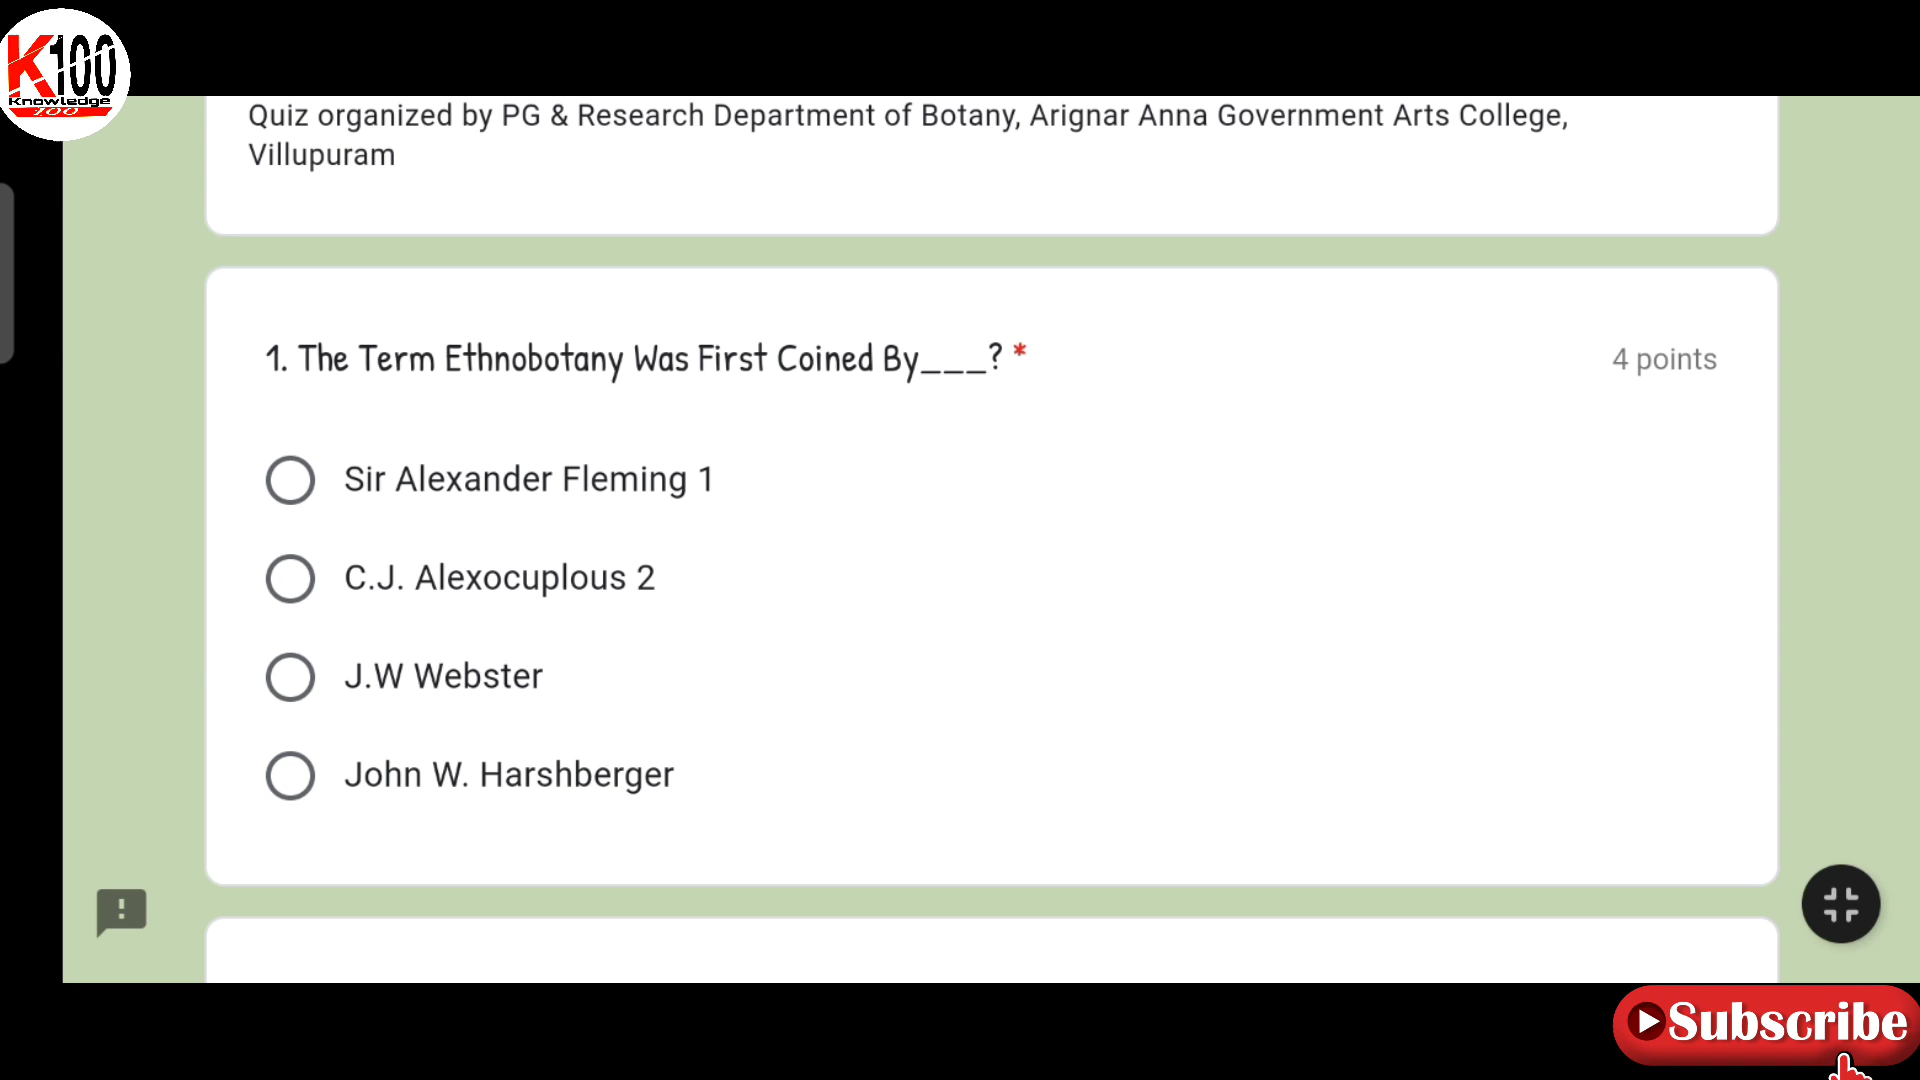 K100
Knowledge
100
Quiz organized by PG & Research Department of Botany, Arignar Anna Government Arts College,
Villupuram
1. The Term Ethnobotany Was First Coined By___? *
4 points
Sir Alexander Fleming 1
C.J. Alexocuplous 2
J.W Webster
John W. Harshberger
!
Subscribe